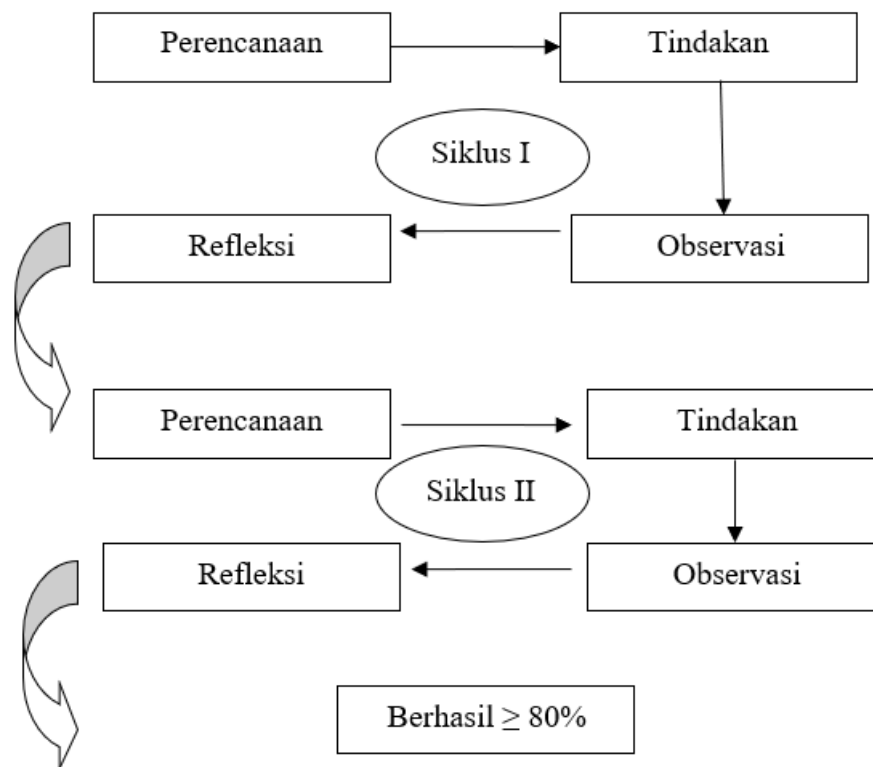 Perencanaan
Tindakan
Siklus I
Refleksi
Observasi
Perencanaan
Tindakan
Siklus II
Refleksi
Observasi
Berhasil ≥ 80%